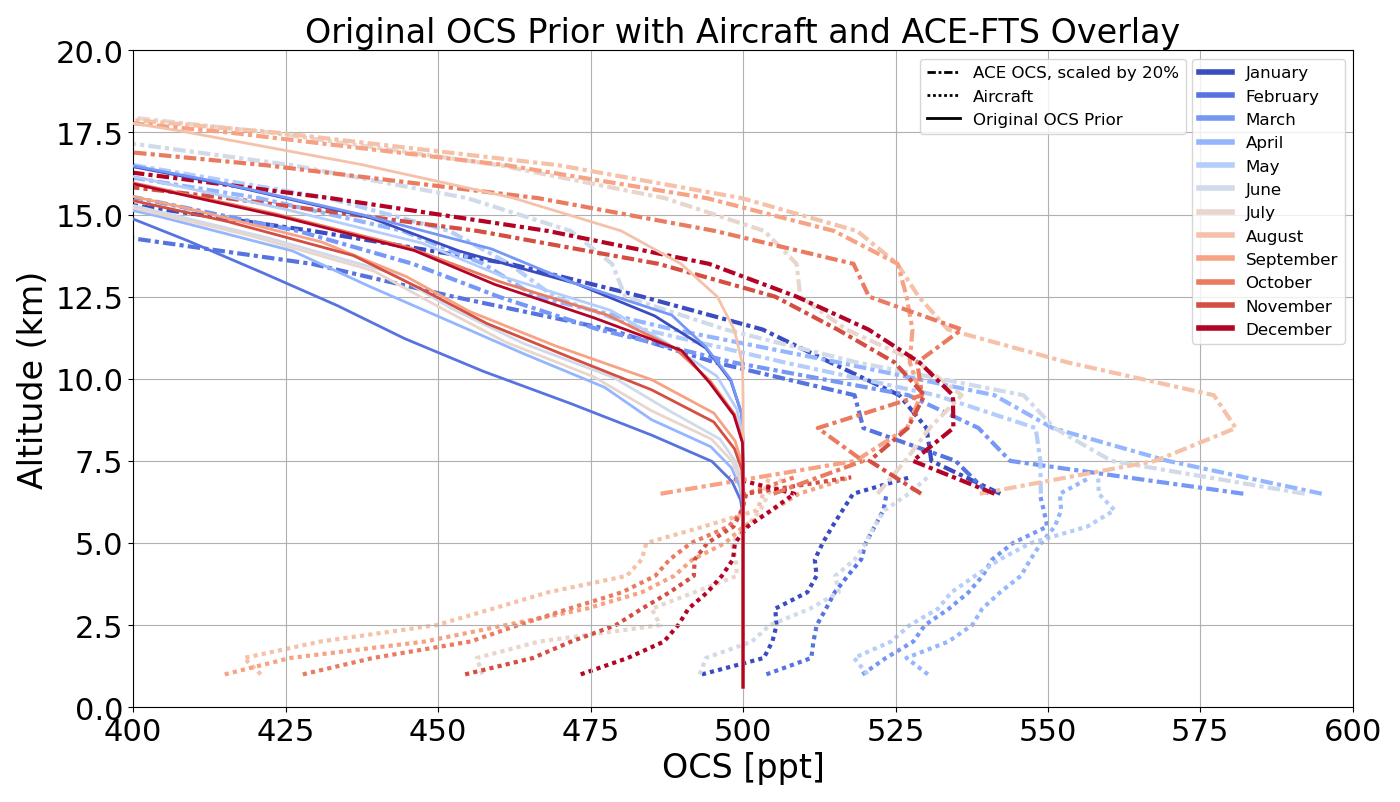 Original OCS Prior with Aircraft and ACE-FTS Overlay
20.0
17.5
15.0
12.5
10.0
7.5
5.0
2.5
0.0
Altitude (km)
ACE OCS, scaled by 20%
Aircraft
Original OCS Prior
January
February
March
April
May
June
July
August
September
October
November
December
400
425
450
475
500
525
550
575
600
OCS [ppt]